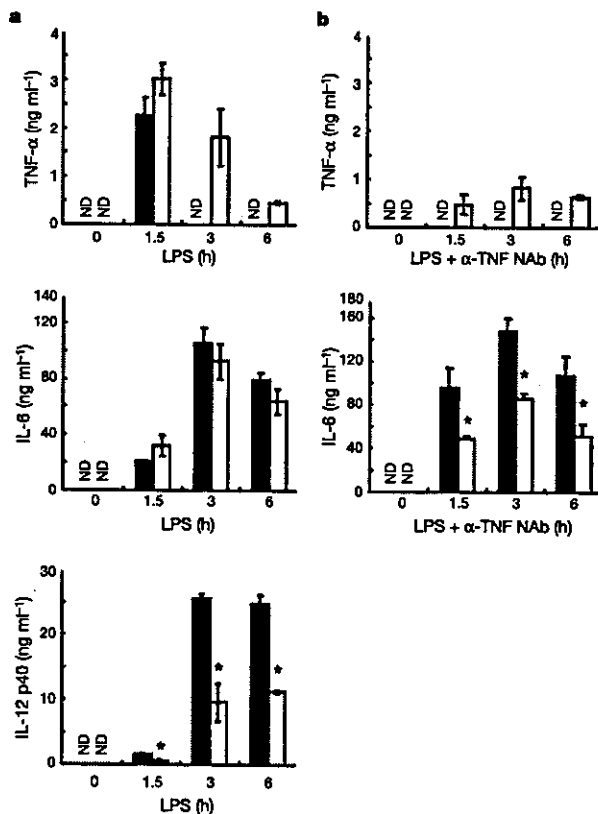 a
TNF-α (ng ml⁻¹)
4
3
2
1
0
ND ND ND ND
0 1.5 3 6
LPS (h)
b
TNF-α (ng ml⁻¹)
4
3
2
1
0
ND ND ND ND ND
0 1.5 3 6
LPS + α-TNF NAb (h)
IL-6 (ng ml⁻¹)
140
120
80
40
0
ND ND
0 1.5 3 6
LPS (h)
IL-6 (ng ml⁻¹)
180
160
120
80
40
0
ND ND
* * *
0 1.5 3 6
LPS + α-TNF NAb (h)
IL-12 p40 (ng ml⁻¹)
30
20
10
0
ND ND
* * *
0 1.5 3 6
LPS (h)